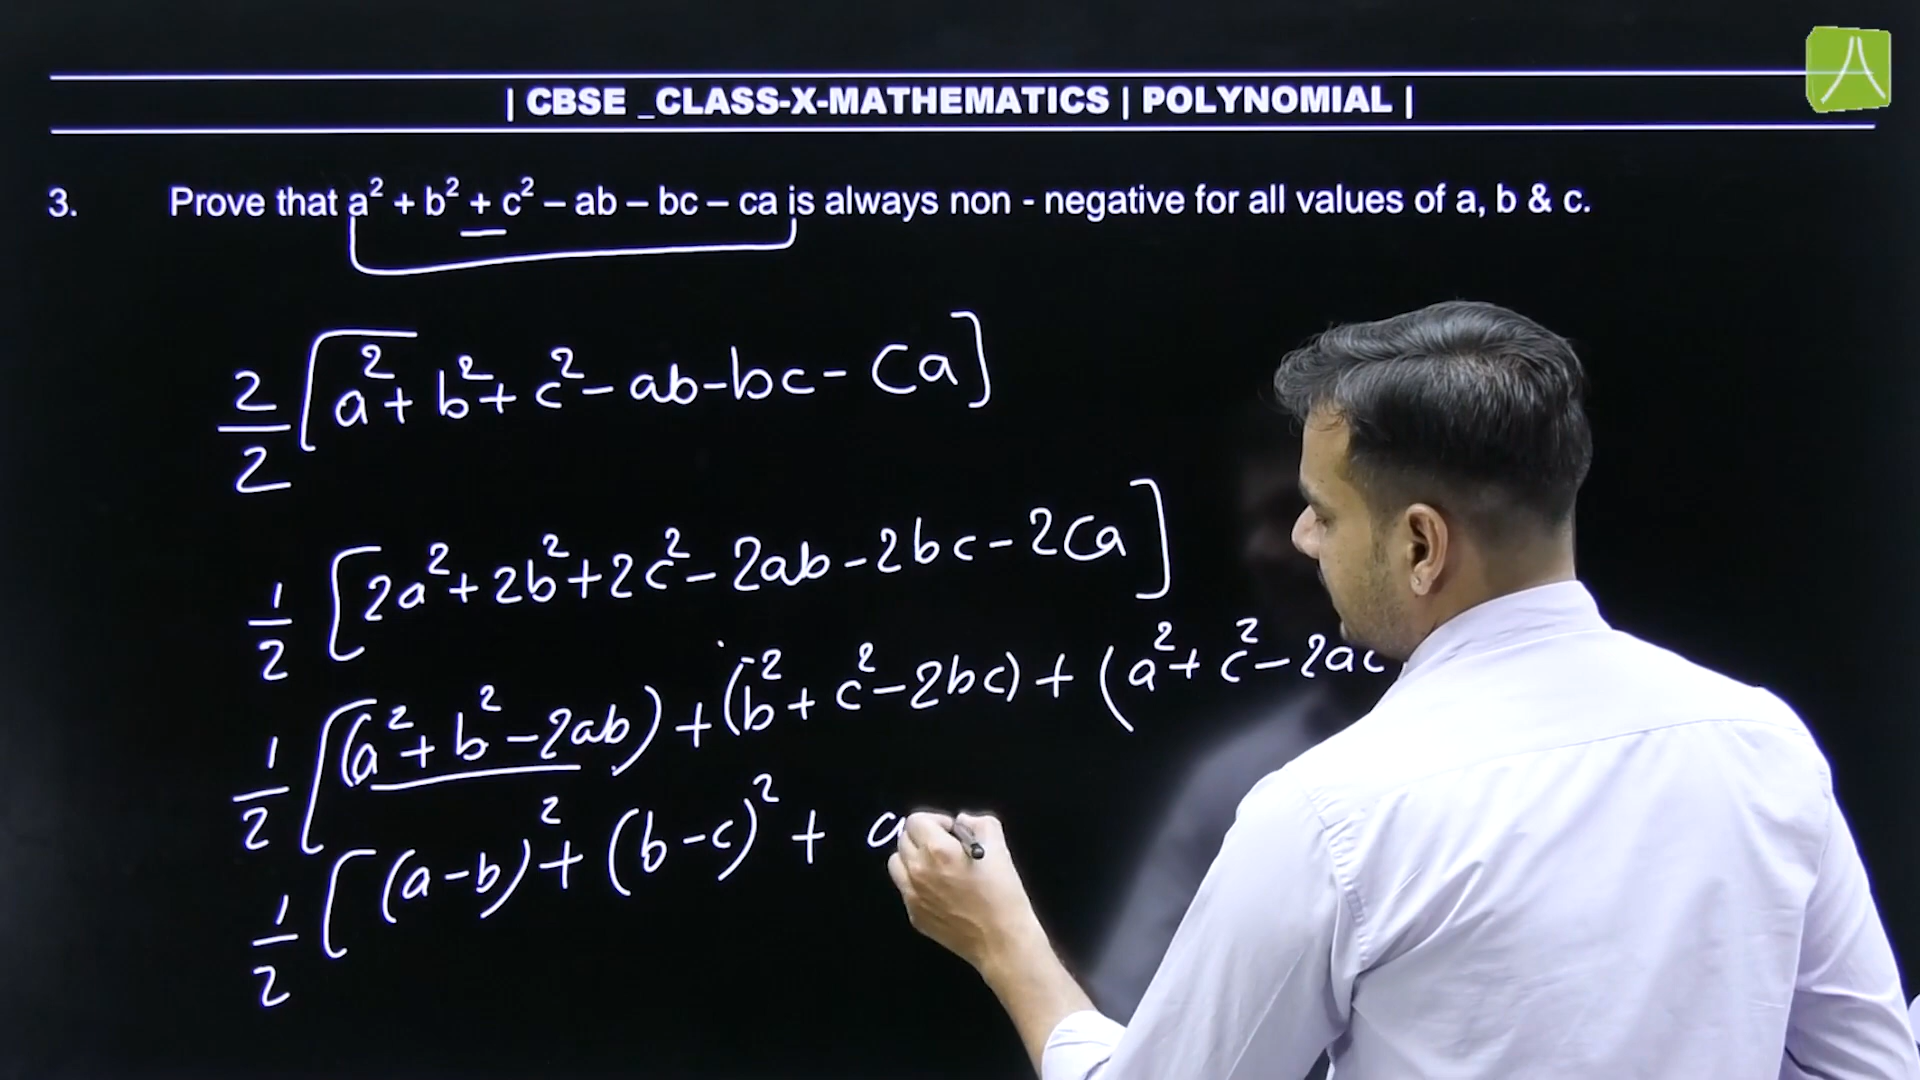 | CBSE _CLASS-X-MATHEMATICS | POLYNOMIAL |
3. Prove that a² + b² + c² – ab – bc – ca is always non - negative for all values of a, b & c.
2/2 [a² + b² + c² - ab - bc - ca]
1/2 [2a² + 2b² + 2c² - 2ab - 2bc - 2ca]
1/2 [(a² + b² - 2ab) + (b² + c² - 2bc) + (a² + c² - 2ac
1/2 [(a-b)² + (b-c)² + a